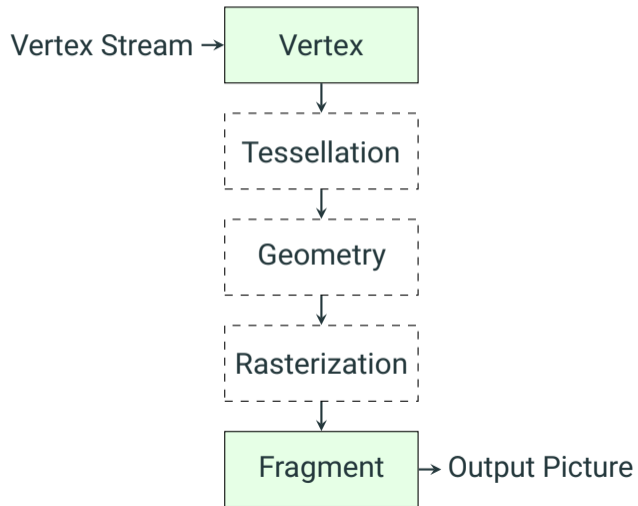 Vertex Stream
Vertex
Tessellation
Geometry
Rasterization
Fragment
Output Picture